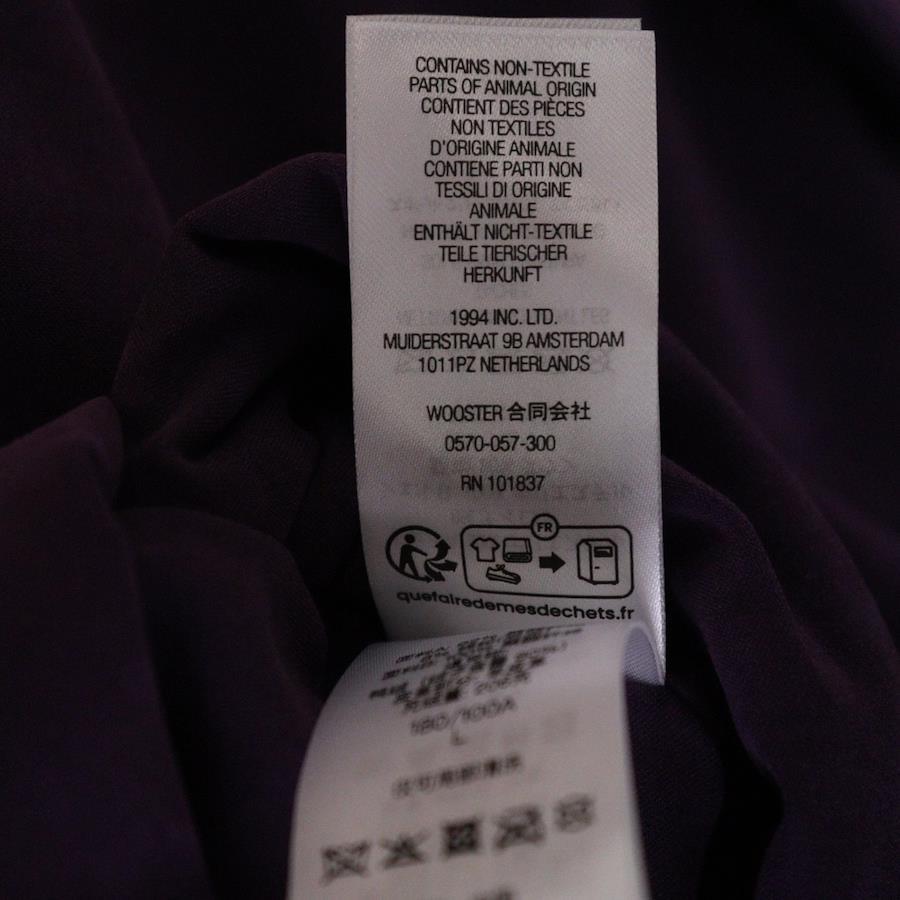 CONTAINS NON-TEXTILE
PARTS OF ANIMAL ORIGIN
CONTIENT DES PIÈCES
NON TEXTILES
D'ORIGINE ANIMALE
CONTIENE PARTI NON
TESSILI DI ORIGINE
ANIMALE
ENTHÄLT NICHT-TEXTILE
TEILE TIERISCHER
HERKUNFT
1994 INC. LTD.
MUIDERSTRAAT 9B AMSTERDAM
1011PZ NETHERLANDS
WOOSTER 合同会社
0570-057-300
RN 101837
FR
quefairedemesdechets.fr
180/100A
L